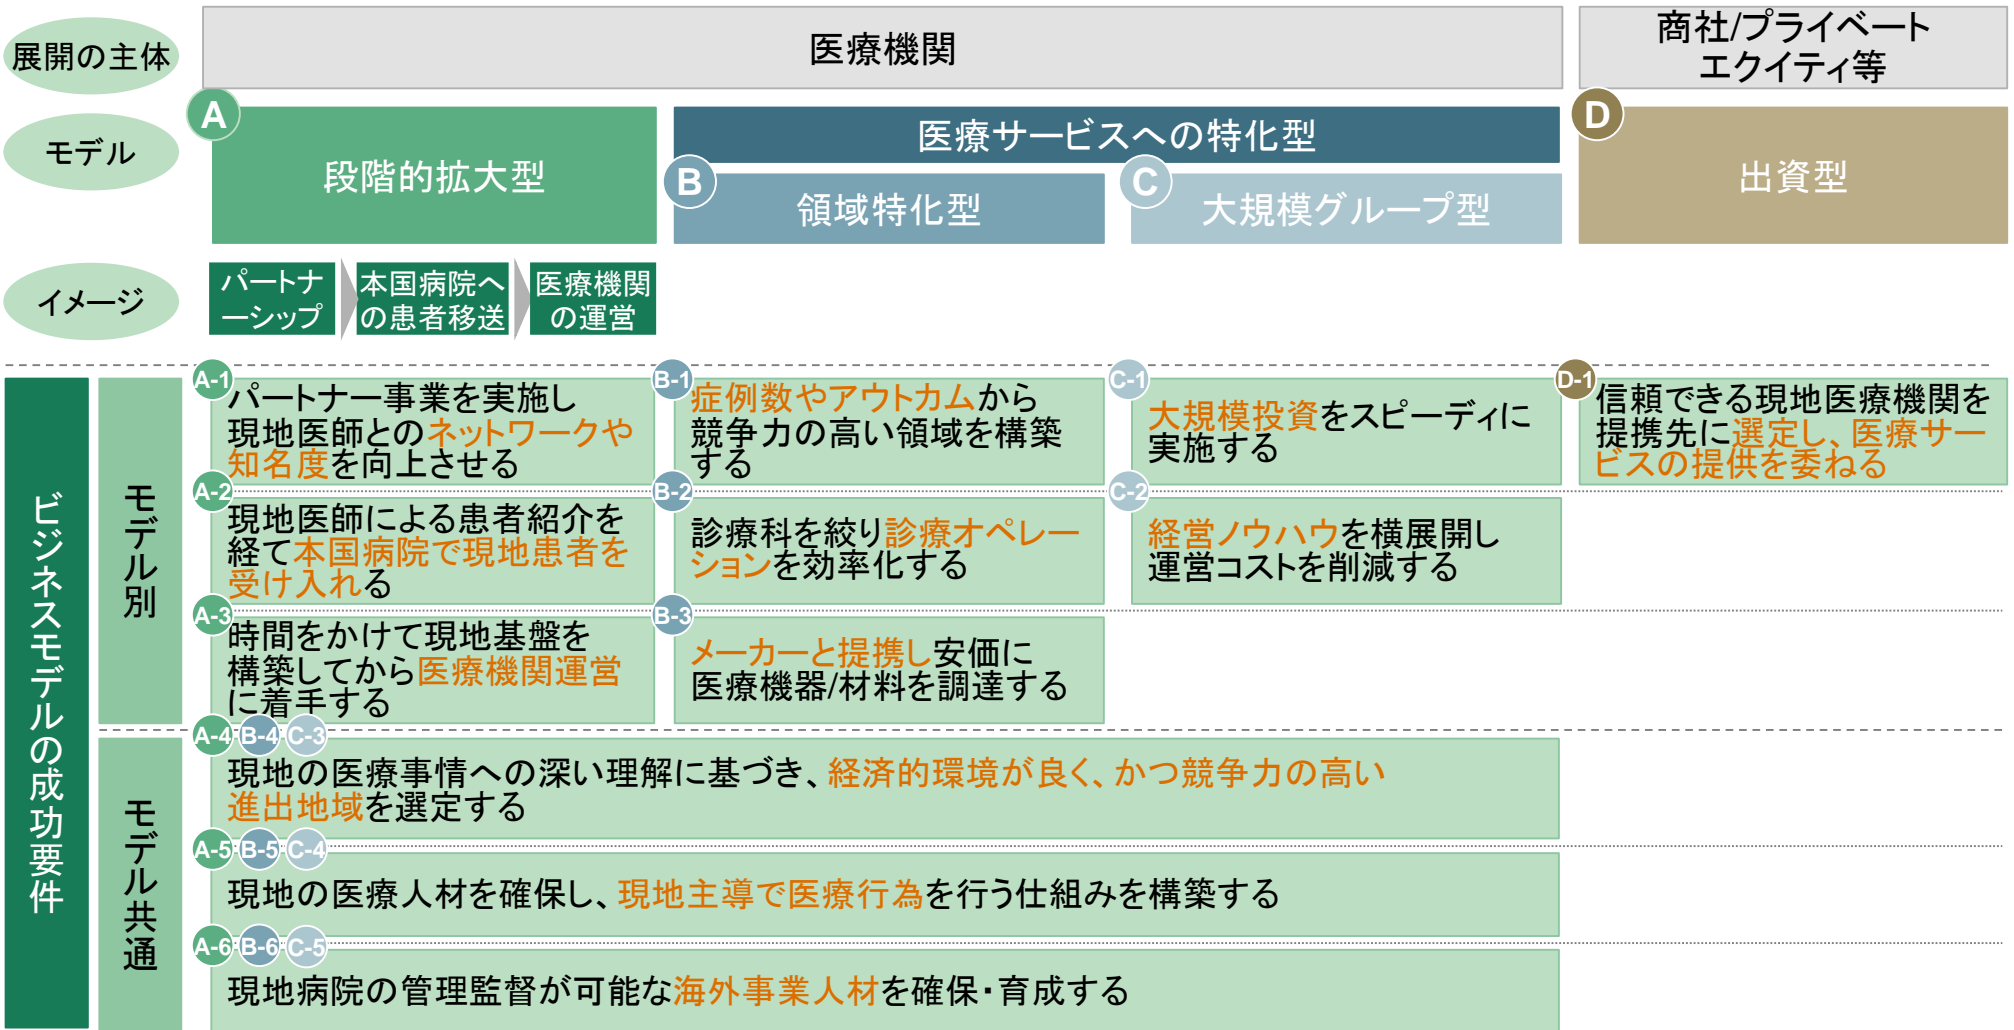 展開の主体
医療機関
商社/プライベート
エクイティ等
モデル
A
段階的拡大型
医療サービスへの特化型
B
領域特化型
C
大規模グループ型
D
出資型
イメージ
パートナ
ーシップ
本国病院へ
の患者移送
医療機関
の運営
ビジネスモデルの成功要件
モデル別
A-1
パートナー事業を実施し
現地医師とのネットワークや
知名度を向上させる
B-1
症例数やアウトカムから
競争力の高い領域を構築
する
C-1
大規模投資をスピーディに
実施する
D-1
信頼できる現地医療機関を
提携先に選定し、医療サー
ビスの提供を委ねる
A-2
現地医師による患者紹介を
経て本国病院で現地患者を
受け入れる
B-2
診療科を絞り診療オペレー
ションを効率化する
C-2
経営ノウハウを横展開し
運営コストを削減する
A-3
時間をかけて現地基盤を
構築してから医療機関運営
に着手する
B-3
メーカーと提携し安価に
医療機器/材料を調達する
モデル共通
A-4 B-4 C-3
現地の医療事情への深い理解に基づき、経済的環境が良く、かつ競争力の高い
進出地域を選定する
A-5 B-5 C-4
現地の医療人材を確保し、現地主導で医療行為を行う仕組みを構築する
A-6 B-6 C-5
現地病院の管理監督が可能な海外事業人材を確保・育成する